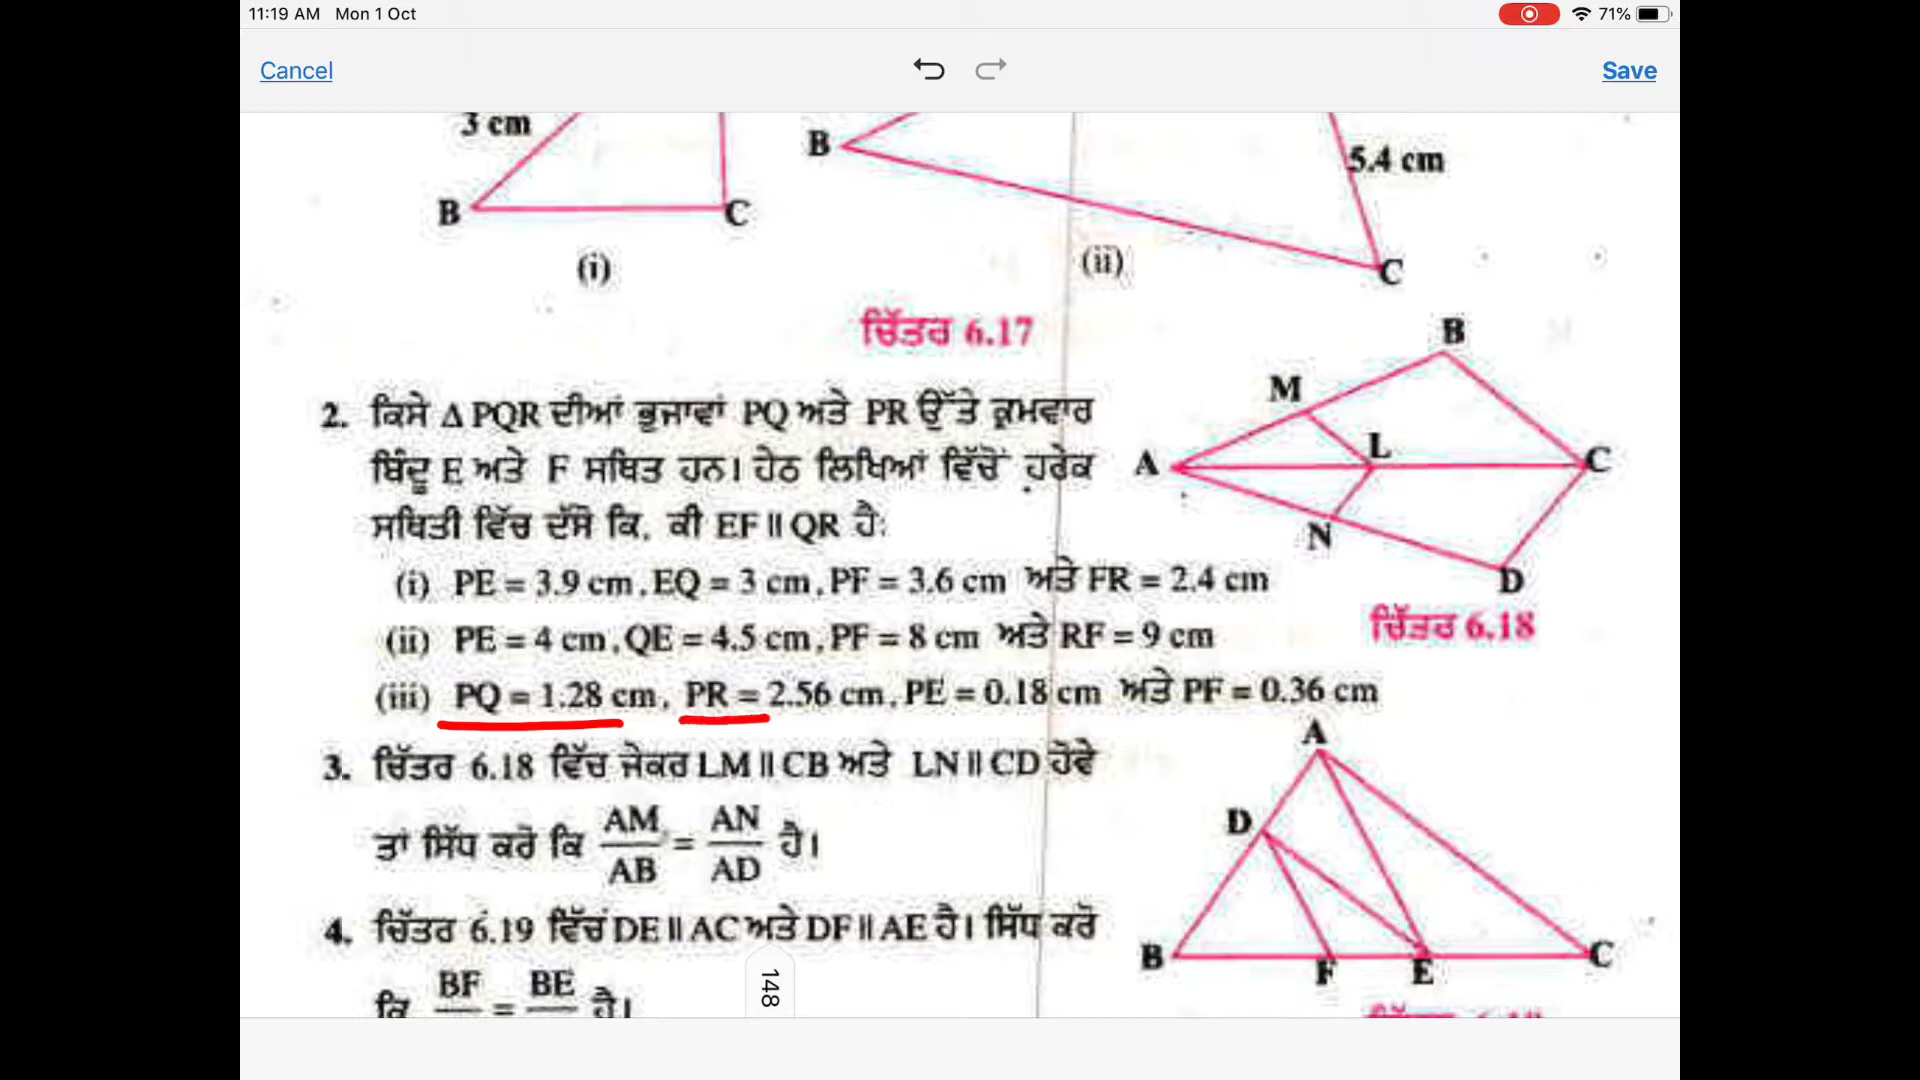 11:19 AM Mon 1 Oct
71%
Cancel
Save
3 cm
B
5.4 cm
B
C
(i)
(ii)
C
ਚਿੱਤਰ 6.17
B
M
L
A
C
N
D
ਚਿੱਤਰ 6.18
2. ਕਿਸੇ Δ PQR ਦੀਆਂ ਭੁਜਾਵਾਂ PQ ਅਤੇ PR ਉੱਤੇ ਕ੍ਰਮਵਾਰ
ਬਿੰਦੂ E ਅਤੇ F ਸਥਿਤ ਹਨ। ਹੇਠ ਲਿਖਿਆਂ ਵਿੱਚੋਂ ਹਰੇਕ
ਸਥਿਤੀ ਵਿੱਚ ਦੱਸੋ ਕਿ, ਕੀ EF || QR ਹੈ:
(i) PE = 3.9 cm, EQ = 3 cm, PF = 3.6 cm ਅਤੇ FR = 2.4 cm
(ii) PE = 4 cm, QE = 4.5 cm, PF = 8 cm ਅਤੇ RF = 9 cm
(iii) PQ = 1.28 cm, PR = 2.56 cm, PE = 0.18 cm ਅਤੇ PF = 0.36 cm
3. ਚਿੱਤਰ 6.18 ਵਿੱਚ ਜੇਕਰ LM || CB ਅਤੇ LN || CD ਹੋਵੇ
ਤਾਂ ਸਿੱਧ ਕਰੋ ਕਿ AM/AB = AN/AD ਹੈ।
4. ਚਿੱਤਰ 6.19 ਵਿੱਚ DE || AC ਅਤੇ DF || AE ਹੈ। ਸਿੱਧ ਕਰੋ
ਕਿ BF = BE ਹੈ।
A
D
B
F
E
C
148